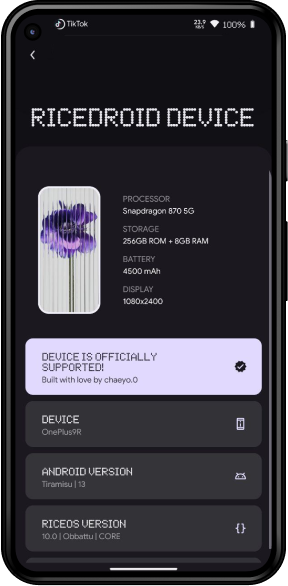 TikTok
23.9
KB/S
100%
RICEDROID DEVICE
PROCESSOR
Snapdragon 870 5G
STORAGE
256GB ROM + 8GB RAM
BATTERY
4500 mAh
DISPLAY
1080x2400
DEVICE IS OFFICIALLY
SUPPORTED!
Built with love by chaeyo.0
DEVICE
OnePlus9R
ANDROID VERSION
Tiramisu | 13
RICEOS VERSION
10.0 | Obbattu | CORE